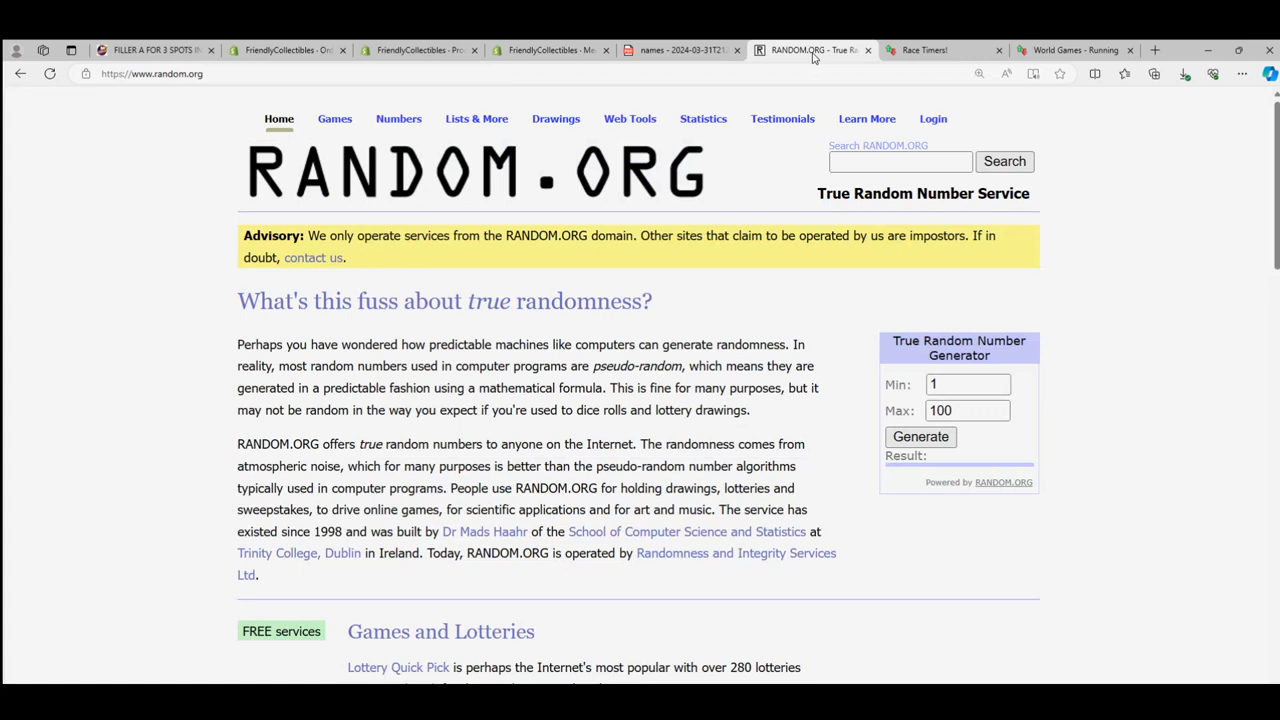 FILLER A FOR 3 SPOTS IN
FriendlyCollectibles - Or
FriendlyCollectibles - Pro
FriendlyCollectibles - Me
names - 2024-03-31T21
RANDOM.ORG - True Ra
Race Timers!
World Games - Running
https://www.random.org
Home Games Numbers Lists & More Drawings Web Tools Statistics Testimonials Learn More Login
RANDOM.ORG
Search RANDOM.ORG
Search
True Random Number Service
Advisory: We only operate services from the RANDOM.ORG domain. Other sites that claim to be operated by us are impostors. If in
doubt, contact us.
What's this fuss about true randomness?
Perhaps you have wondered how predictable machines like computers can generate randomness. In
reality, most random numbers used in computer programs are pseudo-random, which means they are
generated in a predictable fashion using a mathematical formula. This is fine for many purposes, but it
may not be random in the way you expect if you're used to dice rolls and lottery drawings.
RANDOM.ORG offers true random numbers to anyone on the Internet. The randomness comes from
atmospheric noise, which for many purposes is better than the pseudo-random number algorithms
typically used in computer programs. People use RANDOM.ORG for holding drawings, lotteries and
sweepstakes, to drive online games, for scientific applications and for art and music. The service has
existed since 1998 and was built by Dr Mads Haahr of the School of Computer Science and Statistics at
Trinity College, Dublin in Ireland. Today, RANDOM.ORG is operated by Randomness and Integrity Services
Ltd.
True Random Number
Generator
Min: 1
Max: 100
Generate
Result:
Powered by RANDOM.ORG
FREE services
Games and Lotteries
Lottery Quick Pick is perhaps the Internet's most popular with over 280 lotteries